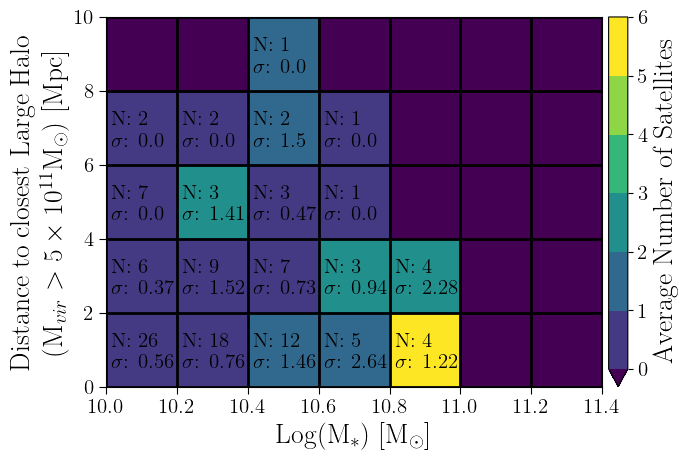 Distance to closest Large Halo
(M_{vir} > 5 × 10^{11}M_⊙) [Mpc]
10
8
6
4
2
0
N: 1
σ: 0.0
N: 2 N: 2 N: 2 N: 1
σ: 0.0 σ: 0.0 σ: 1.5 σ: 0.0
N: 7 N: 3 N: 3 N: 1
σ: 0.0 σ: 1.41 σ: 0.47 σ: 0.0
N: 6 N: 9 N: 7 N: 3 N: 4
σ: 0.37 σ: 1.52 σ: 0.73 σ: 0.94 σ: 2.28
N: 26 N: 18 N: 12 N: 5 N: 4
σ: 0.56 σ: 0.76 σ: 1.46 σ: 2.64 σ: 1.22
10.0 10.2 10.4 10.6 10.8 11.0 11.2 11.4
Log(M_*) [M_⊙]
6
5
4
3
2
1
0
Average Number of Satellites